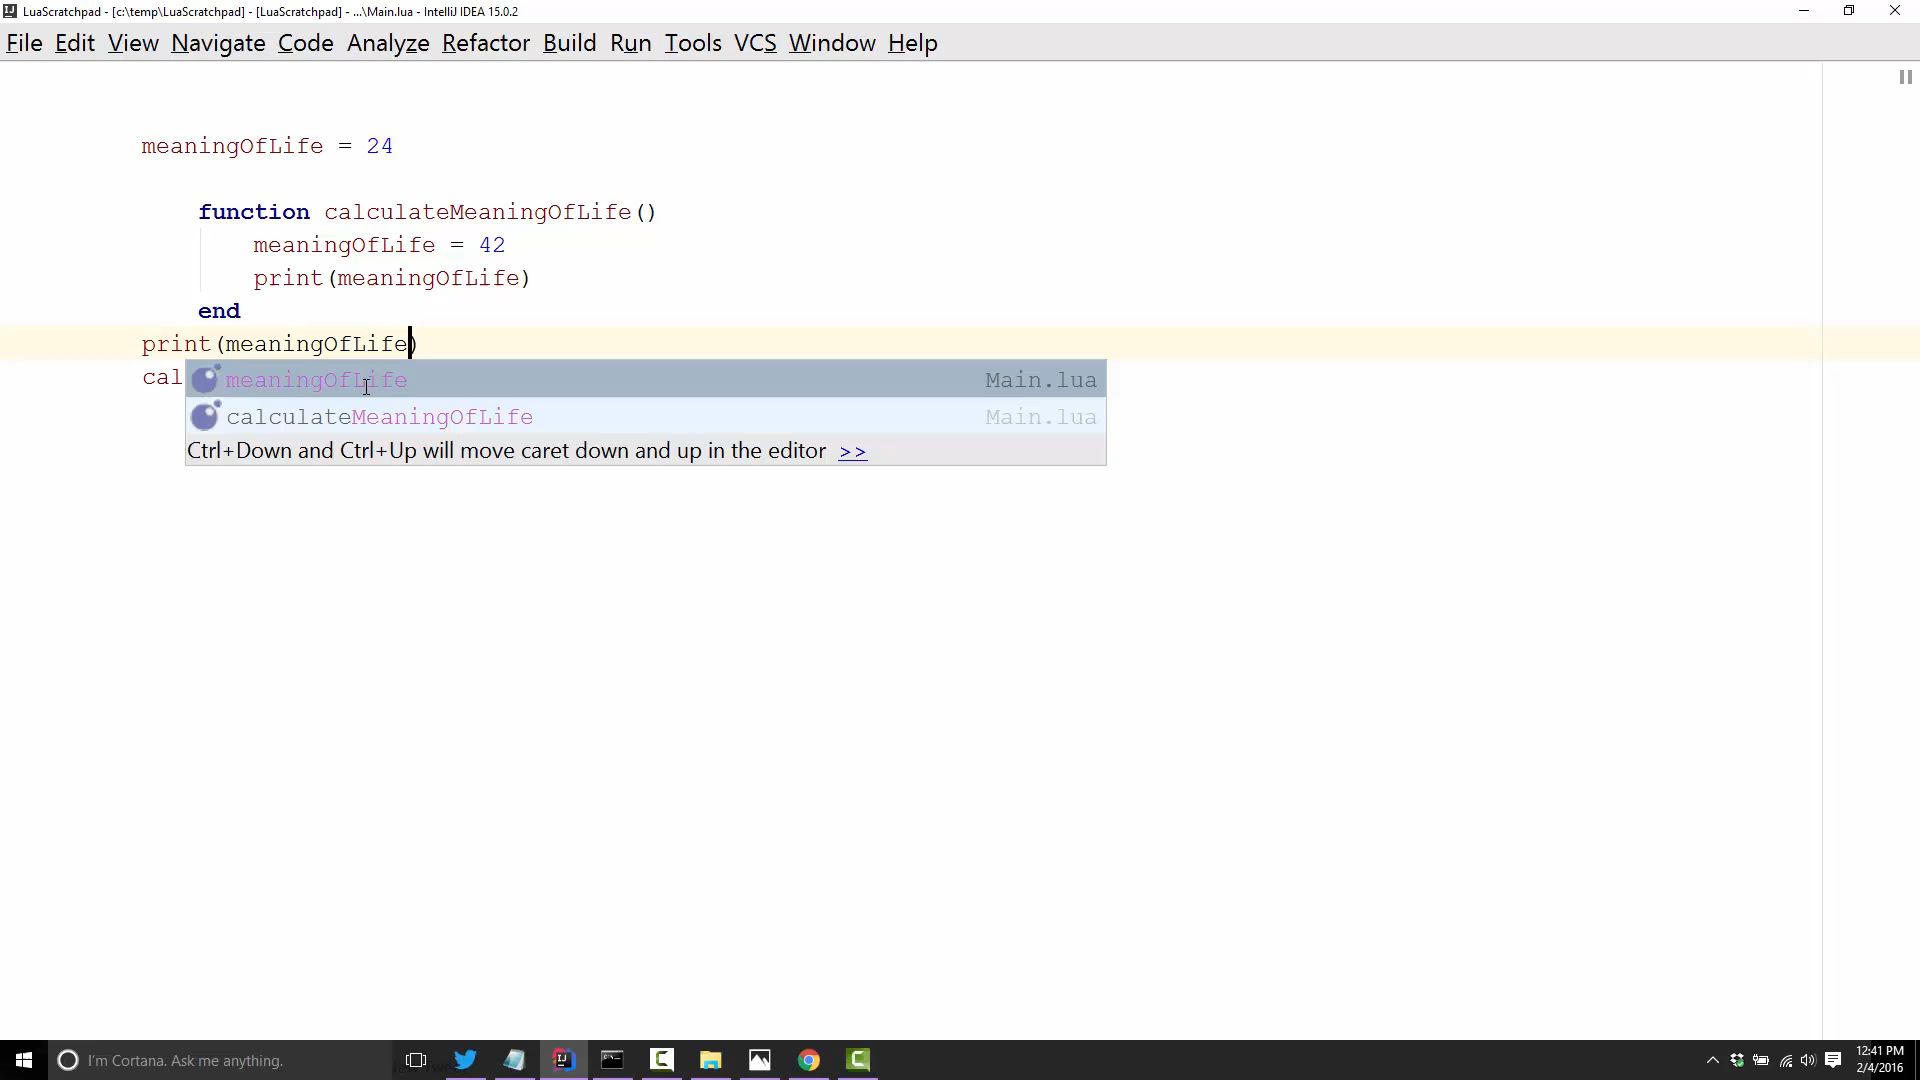 LuaScratchpad - [c:\temp\LuaScratchpad] - [LuaScratchpad] - ...\Main.lua - IntelliJ IDEA 15.0.2
File Edit View Navigate Code Analyze Refactor Build Run Tools VCS Window Help
meaningOfLife = 24
function calculateMeaningOfLife()
meaningOfLife = 42
print(meaningOfLife)
end
print(meaningOfLife)
cal
meaningOfLife Main.lua
calculateMeaningOfLife Main.lua
Ctrl+Down and Ctrl+Up will move caret down and up in the editor >>
I'm Cortana. Ask me anything.
12:41 PM
2/4/2016